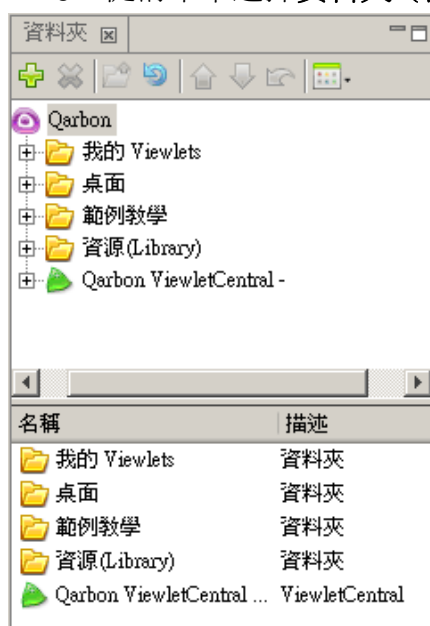 資料夾
Qarbon
我的 Viewlets
桌面
範例教學
資源(Library)
Qarbon ViewletCentral -
名稱 描述
我的 Viewlets 資料夾
桌面 資料夾
範例教學 資料夾
資源(Library) 資料夾
Qarbon ViewletCentral ... ViewletCentral